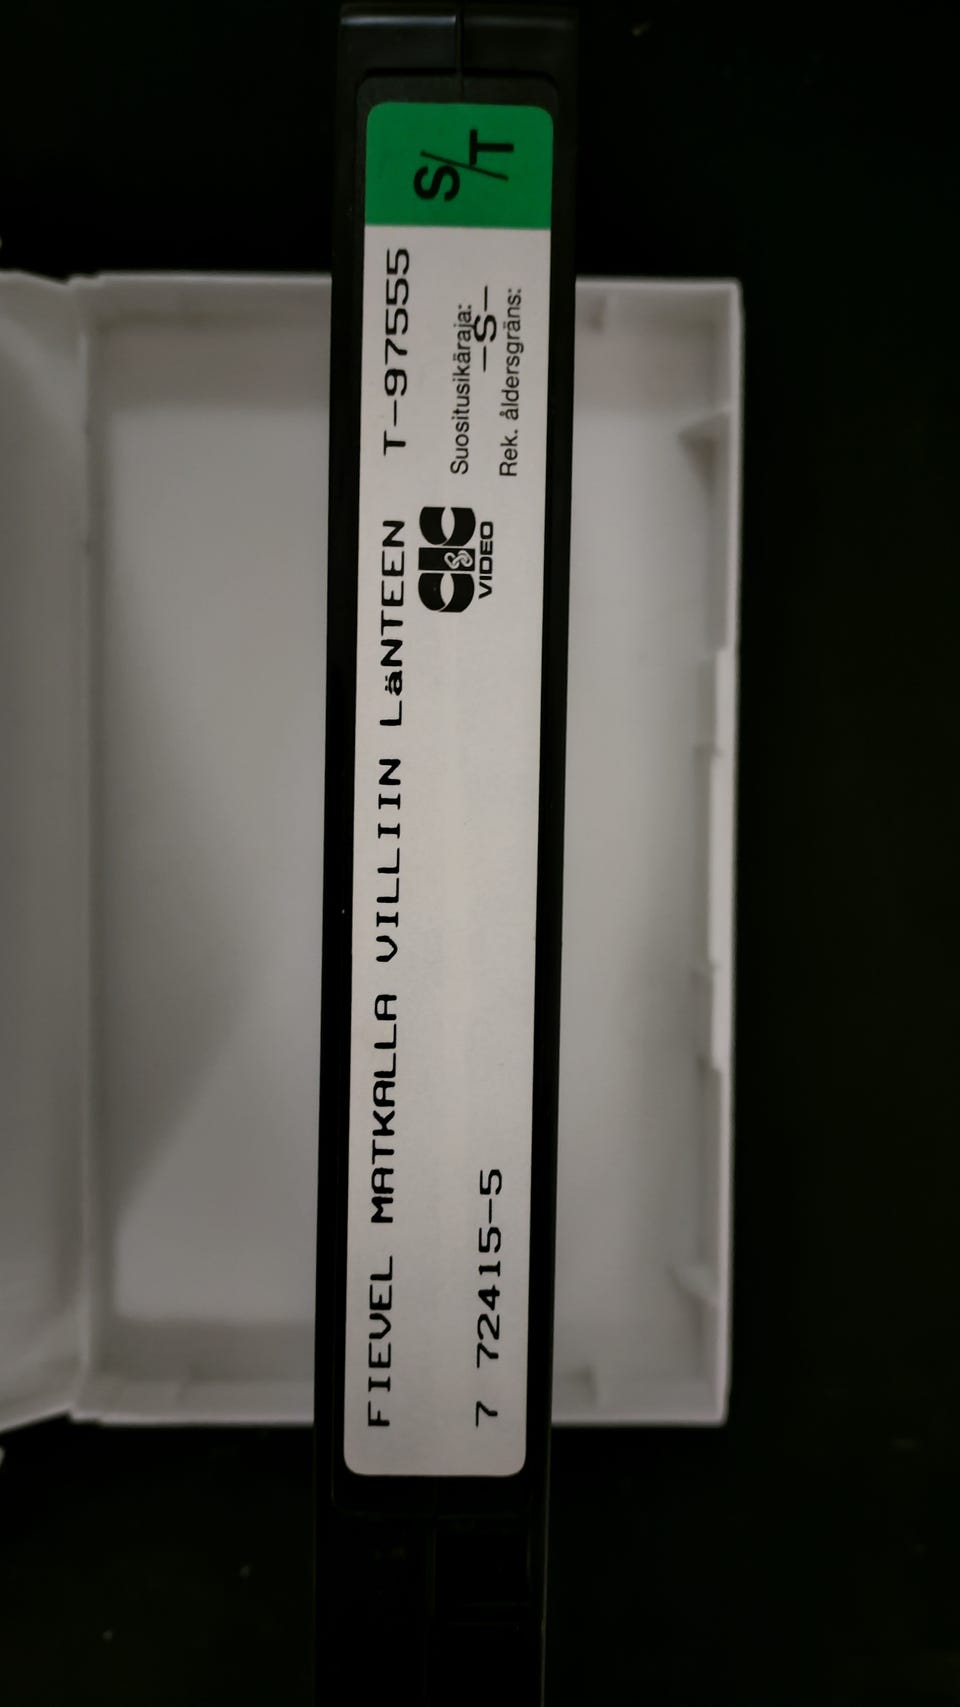 FIEVEL MATKALLA VILLIIN LäNTEEN T-97555
7 72415-5
CIC
VIDEO
Suositusikäraja:
-S-
Rek. åldersgräns:
S/T